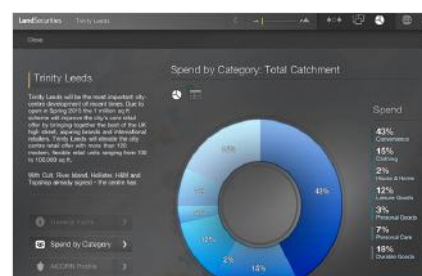 LandSecurities Trinity Leeds
Close
Trinity Leeds
Spend by Category: Total Catchment
Trinity Leeds will be the most important city-
centre development of recent times. Due to
open in Spring 2013 the 1 million sq ft
scheme will improve the city's core retail
offer by bringing together the best of the UK
high street, aspiring brands and international
retailers. Trinity Leeds will elevate the city
centre retail offer with more than 120
modern, flexible retail units ranging from 100
to 100,000 sq ft.
With Cult, River Island, Hollister, H&M and
Topshop already signed - the centre has
Spend by Category
ACORN Profile
43%
15%
2%
12%
Spend
43%
Convenience
15%
Clothing
2%
House & Home
12%
Leisure Goods
3%
Personal Goods
7%
Personal Care
18%
Durable Goods